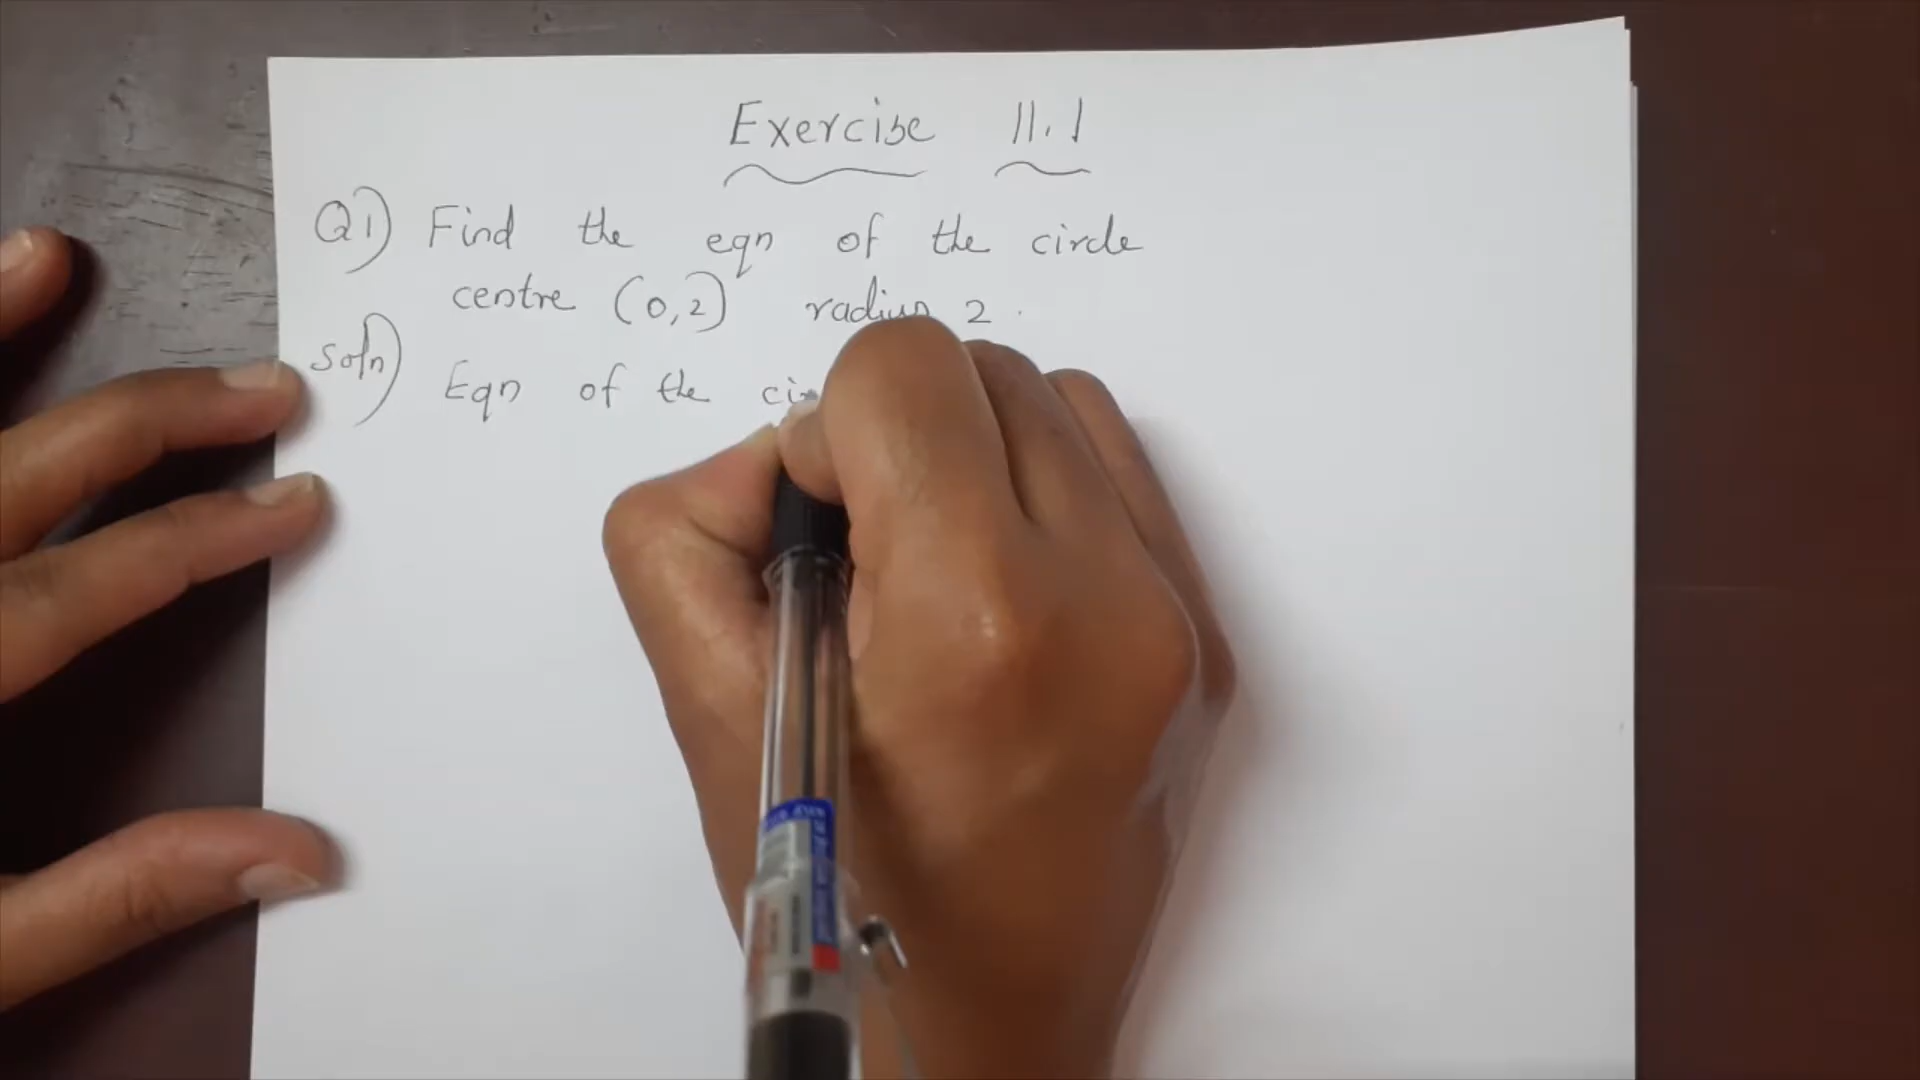 Exercise 11.1
Q1) Find the eqn of the circle
centre (0,2) radius 2.
Soln) Eqn of the